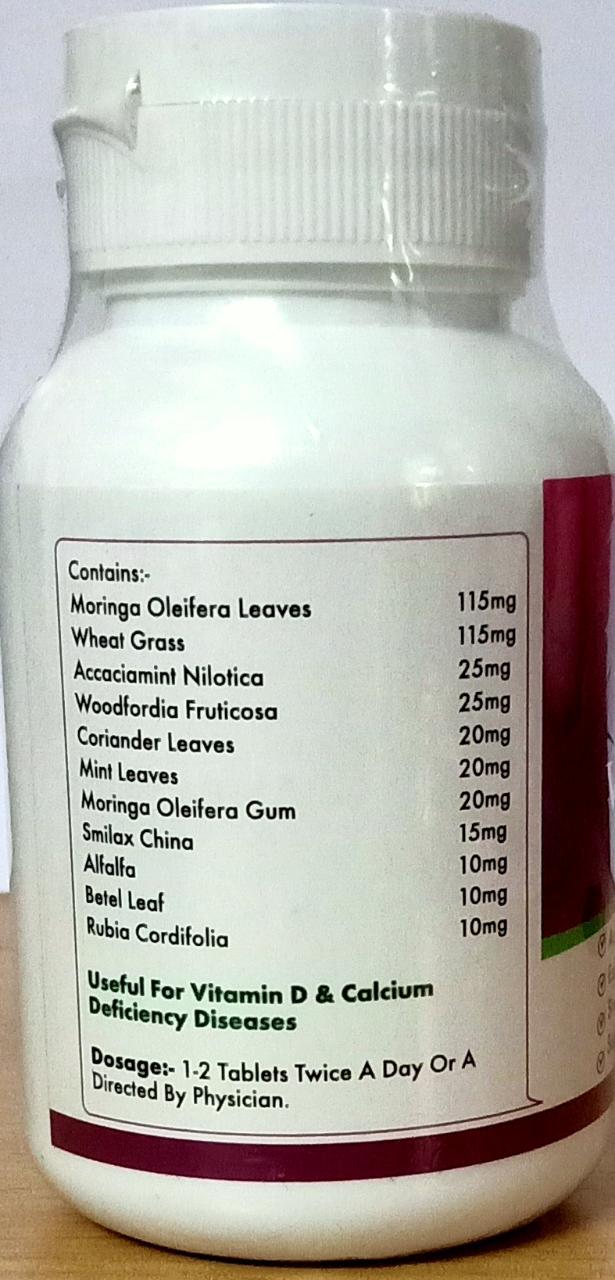 Contains:-
Moringa Oleifera Leaves 115mg
Wheat Grass 115mg
Accaciamint Nilotica 25mg
Woodfordia Fruticosa 25mg
Coriander Leaves 20mg
Mint Leaves 20mg
Moringa Oleifera Gum 20mg
Smilax China 15mg
Alfalfa 10mg
Betel Leaf 10mg
Rubia Cordifolia 10mg
Useful For Vitamin D & Calcium
Deficiency Diseases
Dosage:- 1-2 Tablets Twice A Day Or A
Directed By Physician.